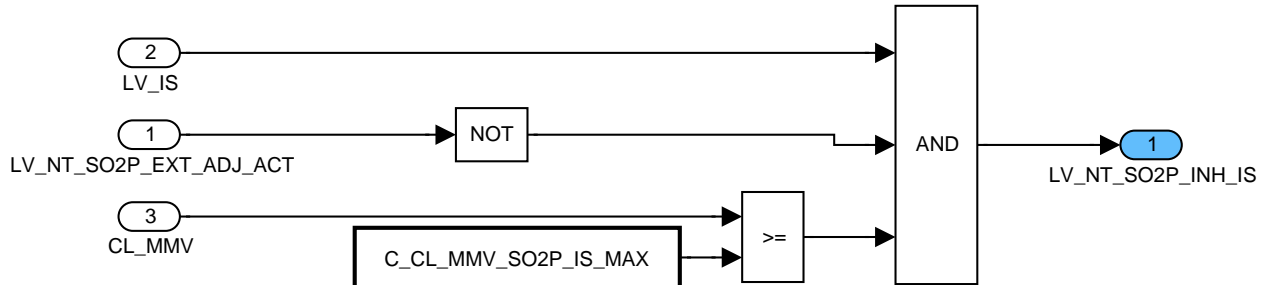 2
LV_IS
1
LV_NT_SO2P_EXT_ADJ_ACT
NOT
AND
1
LV_NT_SO2P_INH_IS
3
CL_MMV
>=
C_CL_MMV_SO2P_IS_MAX